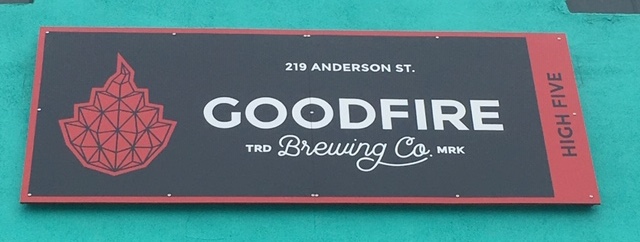 219 ANDERSON ST.
GOODFIRE
TRD Brewing Co. MRK
HIGH FIVE